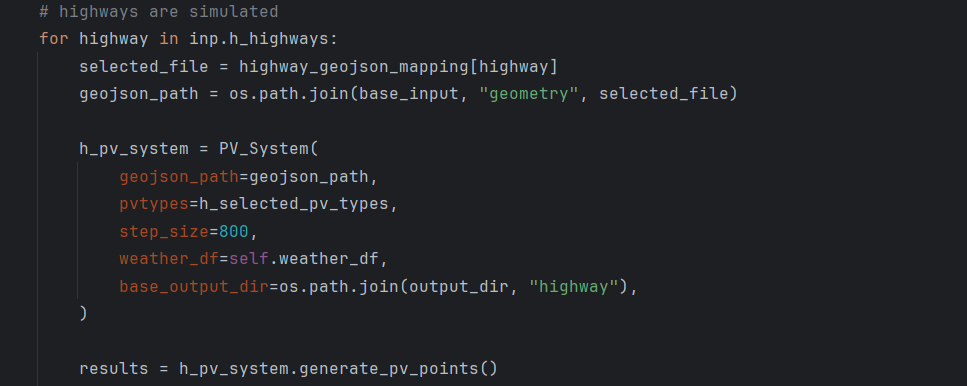 # highways are simulated
for highway in inp.h_highways:
selected_file = highway_geojson_mapping[highway]
geojson_path = os.path.join(base_input, "geometry", selected_file)
h_pv_system = PV_System(
geojson_path=geojson_path,
pvtypes=h_selected_pv_types,
step_size=800,
weather_df=self.weather_df,
base_output_dir=os.path.join(output_dir, "highway"),
)
results = h_pv_system.generate_pv_points()